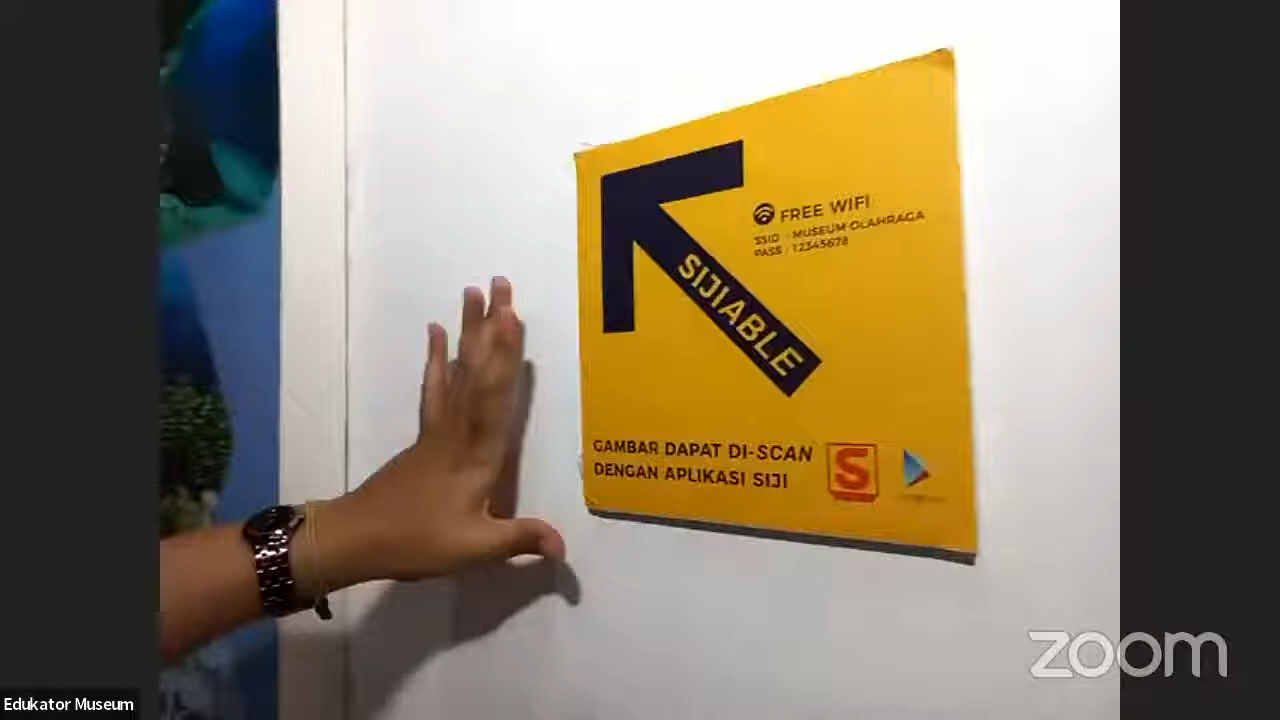 FREE WIFI
SSID : MUSEUM OLAHRAGA
PASS : 12345678
SIJIABLE
GAMBAR DAPAT DI-SCAN
DENGAN APLIKASI SIJI
S
zoom
Edukator Museum